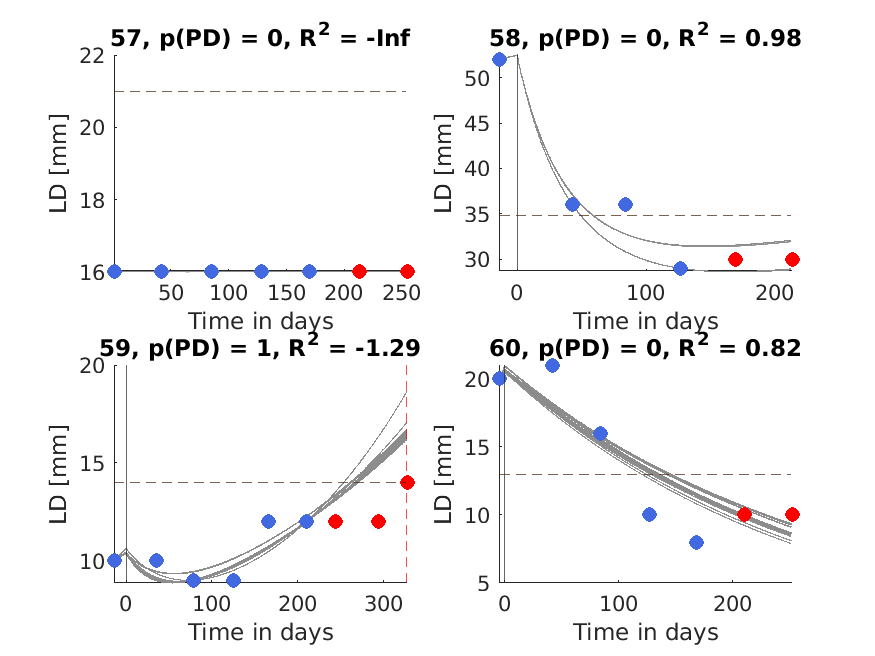 57, p(PD) = 0, R² = -Inf
22
20
18
16
LD [mm]
50
100
150
200
250
Time in days
58, p(PD) = 0, R² = 0.98
50
45
40
35
30
LD [mm]
0
100
200
Time in days
59, p(PD) = 1, R² = -1.29
20
15
10
LD [mm]
0
100
200
300
Time in days
60, p(PD) = 0, R² = 0.82
20
15
10
5
LD [mm]
0
100
200
Time in days